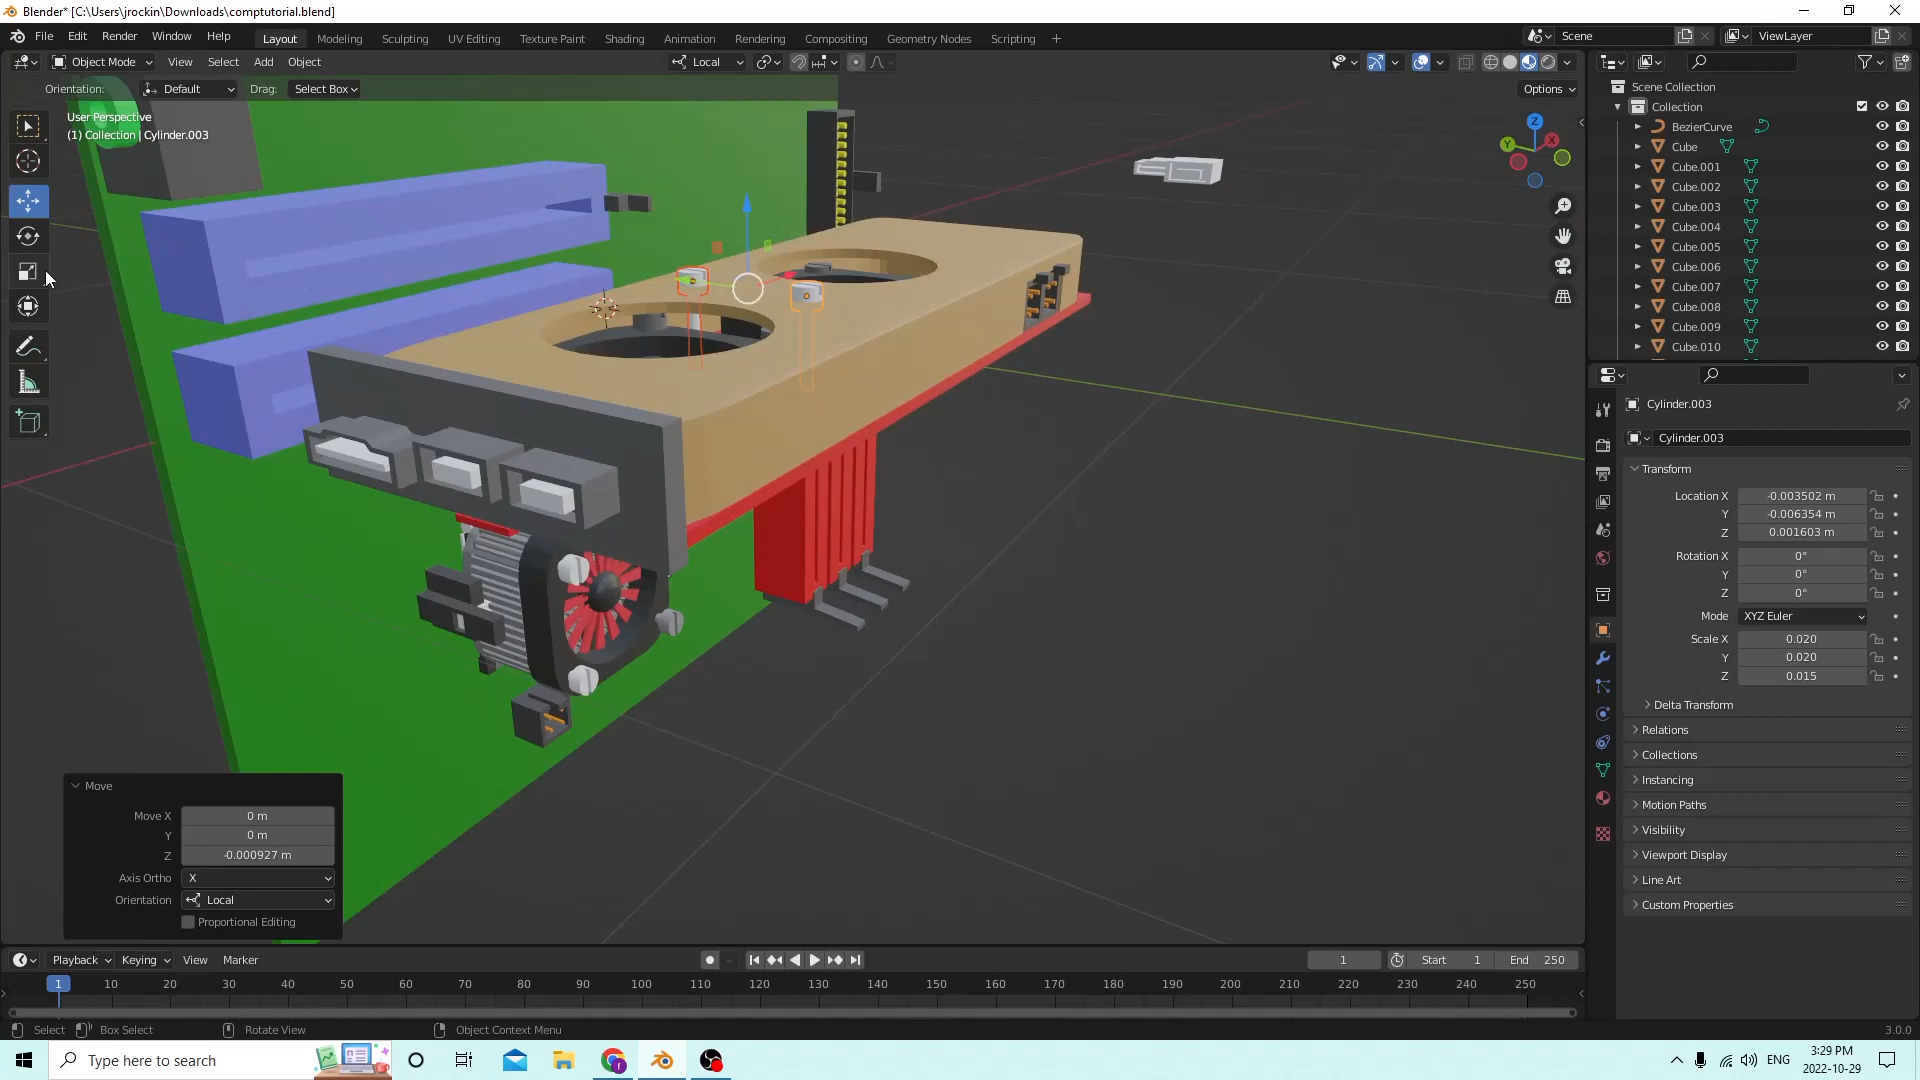 Blender* [C:\Users\jrockin\Downloads\comptutorial.blend]
File Edit Render Window Help Layout Modeling Sculpting UV Editing Texture Paint Shading Animation Rendering Compositing Geometry Nodes Scripting + Scene ViewLayer
Object Mode View Select Add Object Local
Orientation: Default Drag: Select Box Options
User Perspective
(1) Collection | Cylinder.003
Z
X
Y
Scene Collection
Collection
BezierCurve
Cube
Cube.001
Cube.002
Cube.003
Cube.004
Cube.005
Cube.006
Cube.007
Cube.008
Cube.009
Cube.010
Cylinder.003
Cylinder.003
Transform
Location X -0.003502 m
Y -0.006354 m
Z 0.001603 m
Rotation X 0°
Y 0°
Z 0°
Mode XYZ Euler
Scale X 0.020
Y 0.020
Z 0.015
Delta Transform
Relations
Collections
Instancing
Motion Paths
Visibility
Viewport Display
Line Art
Custom Properties
Move
Move X 0 m
Y 0 m
Z -0.000927 m
Axis Ortho X
Orientation Local
Proportional Editing
Playback Keying View Marker 1 Start 1 End 250
1 10 20 30 40 50 60 70 80 90 100 110 120 130 140 150 160 170 180 190 200 210 220 230 240 250
Select Box Select Rotate View Object Context Menu 3.0.0
Type here to search ENG 3:29 PM
2022-10-29